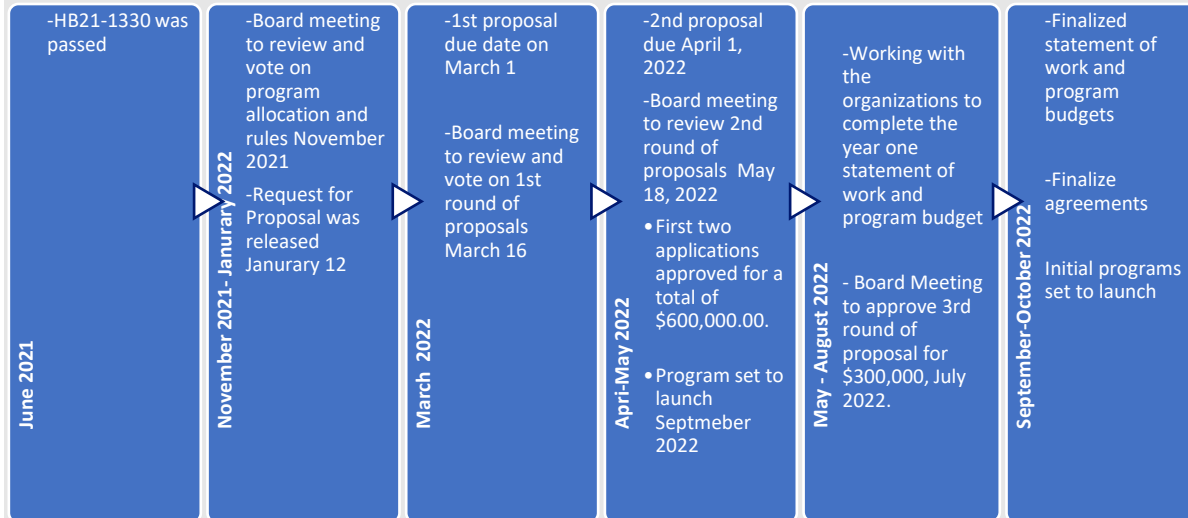 June 2021
-HB21-1330 was
passed
November 2021- Janurary 2022
-Board meeting
to review and
vote on
program
allocation and
rules November
2021
-Request for
Proposal was
released
Janurary 12
March  2022
-1st proposal
due date on
March 1
-Board meeting
to review and
vote on 1st
round of
proposals
March 16
Apri-May 2022
-2nd proposal
due April 1,
2022
-Board meeting
to review 2nd
round of
proposals  May
18, 2022
•First two
applications
approved for a
total of
$600,000.00.
•Program set to
launch
Septmeber
2022
May - August 2022
-Working with
the
organizations to
complete the
year one
statement of
work and
program budget
- Board Meeting
to approve 3rd
round of
proposal for
$300,000, July
2022.
September-October 2022
-Finalized
statement of
work and
program
budgets
-Finalize
agreements
Initial programs
set to launch